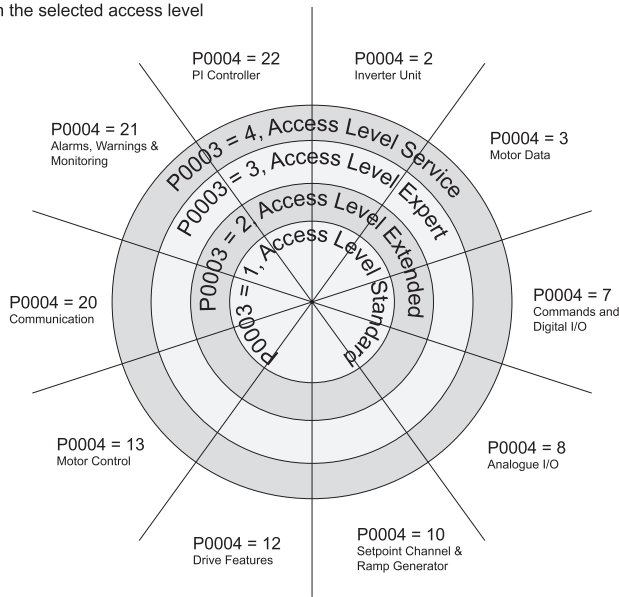 the selected access level
P0004 = 22
PI Controller
P0004 = 2
Inverter Unit
P0004 = 21
Alarms, Warnings &
Monitoring
P0004 = 3
Motor Data
P0003 = 4, Access Level Service
P0003 = 3, Access Level Expert
P0003 = 2, Access Level Extended
P0003 = 1, Access Level Standard
P0004 = 20
Communication
P0004 = 7
Commands and
Digital I/O
P0004 = 13
Motor Control
P0004 = 8
Analogue I/O
P0004 = 12
Drive Features
P0004 = 10
Setpoint Channel &
Ramp Generator